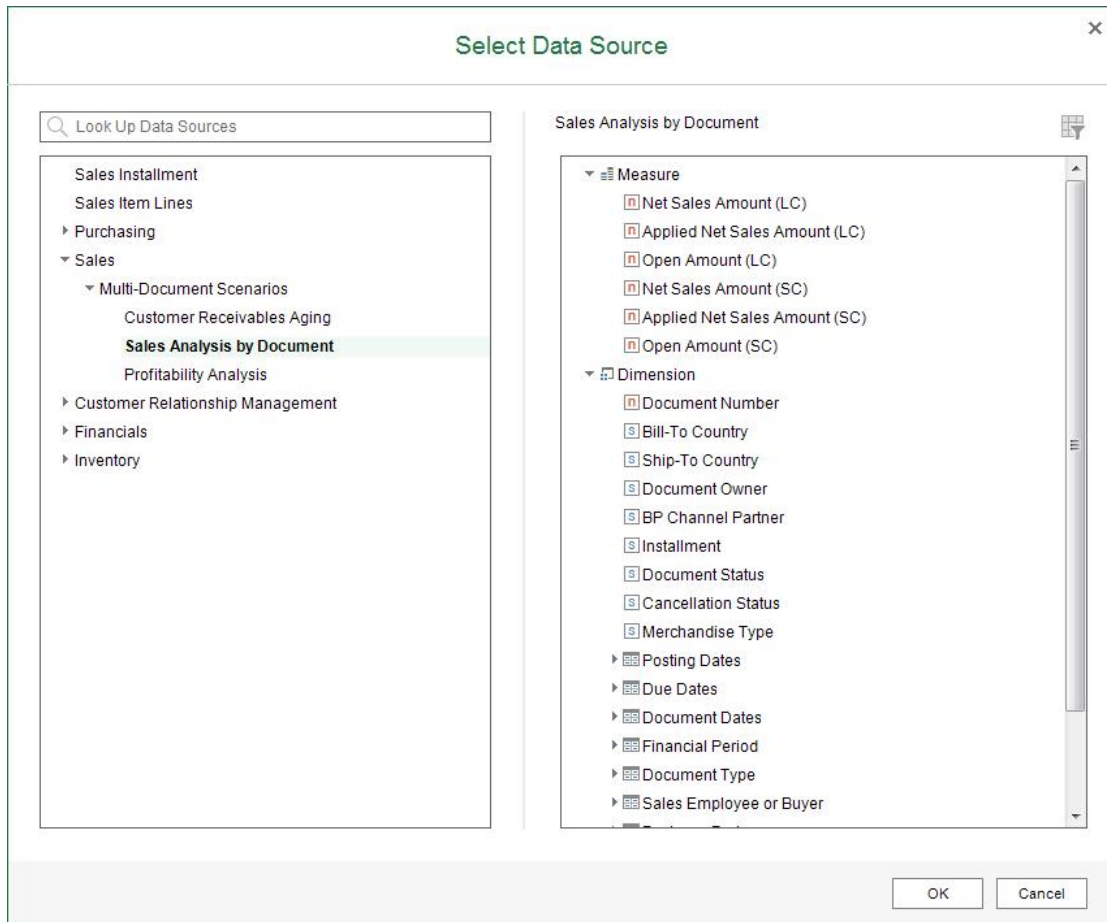 Select Data Source
Look Up Data Sources
Sales Installment
Sales Item Lines
Purchasing
Sales
Multi-Document Scenarios
Customer Receivables Aging
Sales Analysis by Document
Profitability Analysis
Customer Relationship Management
Financials
Inventory
Sales Analysis by Document
Measure
n Net Sales Amount (LC)
n Applied Net Sales Amount (LC)
n Open Amount (LC)
n Net Sales Amount (SC)
n Applied Net Sales Amount (SC)
n Open Amount (SC)
Dimension
n Document Number
S Bill-To Country
S Ship-To Country
S Document Owner
S BP Channel Partner
S Installment
S Document Status
S Cancellation Status
S Merchandise Type
Posting Dates
Due Dates
Document Dates
Financial Period
Document Type
Sales Employee or Buyer
OK
Cancel